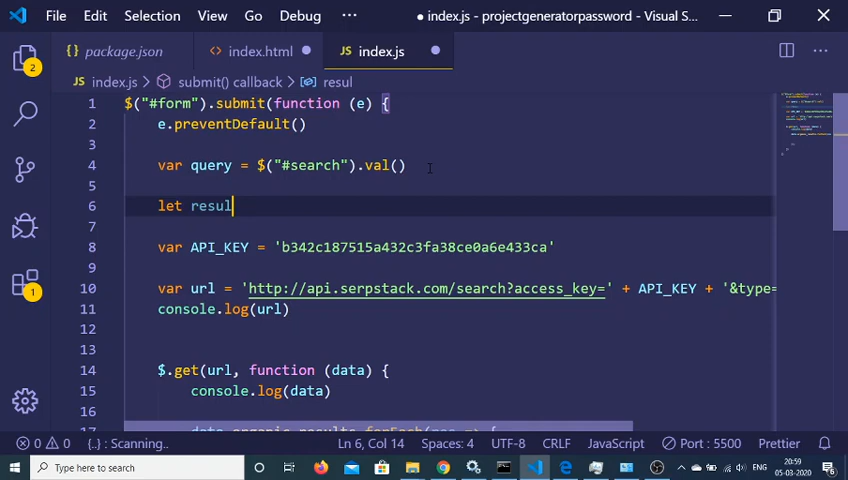 File Edit Selection View Go Debug ··· ● index.js - projectgeneratorpassword - Visual S...
{} package.json <> index.html ● JS index.js ● ···
JS index.js > submit() callback > resul
1 $("#form").submit(function (e) {
2 e.preventDefault()
3
4 var query = $("#search").val()
5
6 let resul
7
8 var API_KEY = 'b342c187515a432c3fa38ce0a6e433ca'
9
10 var url = 'http://api.serpstack.com/search?access_key=' + API_KEY + '&type=
11 console.log(url)
12
13
14 $.get(url, function (data) {
15 console.log(data)
16
17
2
1
0 0 {..} : Scanning... Ln 6, Col 14 Spaces: 4 UTF-8 CRLF JavaScript Port : 5500 Prettier
Type here to search ENG 20:59
05-03-2020